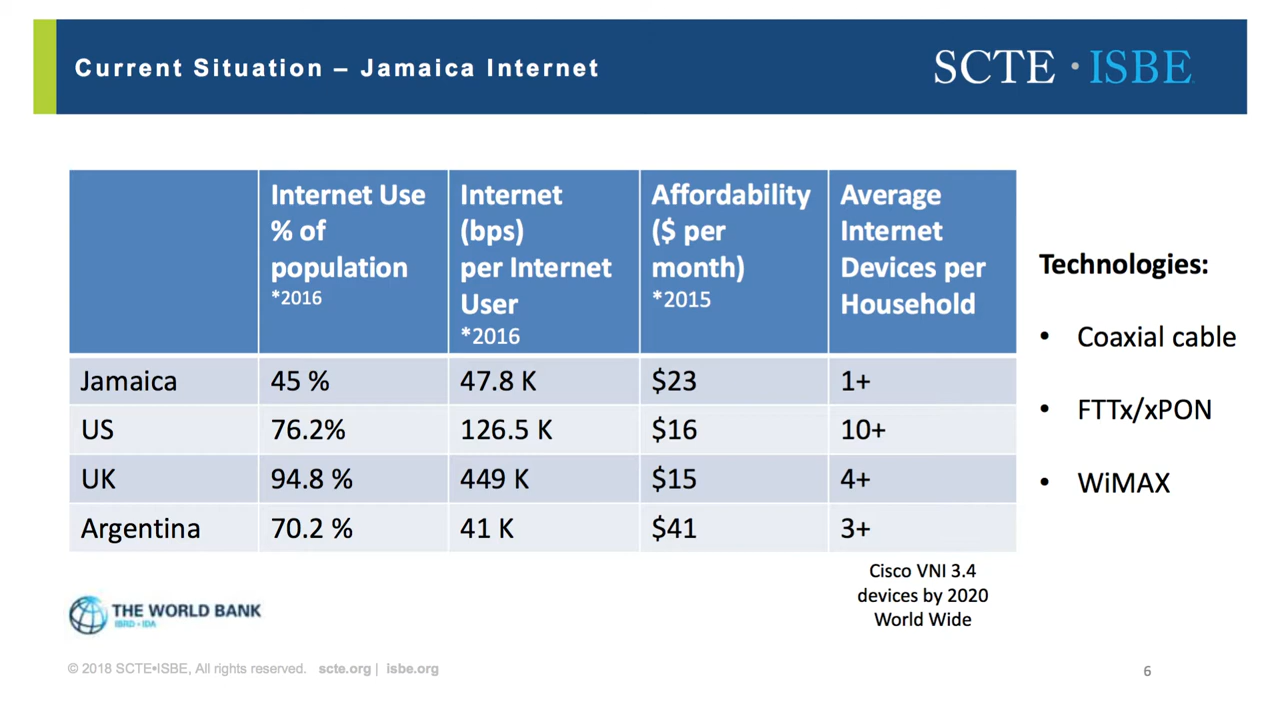 Current Situation – Jamaica Internet
SCTE • ISBE
Internet Use
% of
population
*2016
Internet
(bps)
per Internet
User
*2016
Affordability
($ per
month)
*2015
Average
Internet
Devices per
Household
Jamaica 45 % 47.8 K $23 1+
US 76.2% 126.5 K $16 10+
UK 94.8 % 449 K $15 4+
Argentina 70.2 % 41 K $41 3+
Technologies:
• Coaxial cable
• FTTx/xPON
• WiMAX
Cisco VNI 3.4
devices by 2020
World Wide
THE WORLD BANK
IBRD • IDA
© 2018 SCTE•ISBE, All rights reserved. scte.org | isbe.org
6